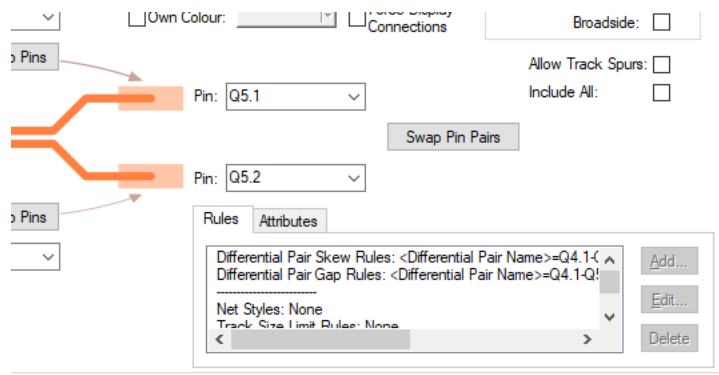 Own Colour:
Force Display
Connections
Broadside:
Pins
Allow Track Spurs:
Pin: Q5.1
Include All:
Swap Pin Pairs
Pin: Q5.2
Pins
Rules
Attributes
Differential Pair Skew Rules: <Differential Pair Name>=Q4.1-
Differential Pair Gap Rules: <Differential Pair Name>=Q4.1-Q
-------------------------
Net Styles: None
Track Size Limit Rules: None
Add...
Edit...
Delete